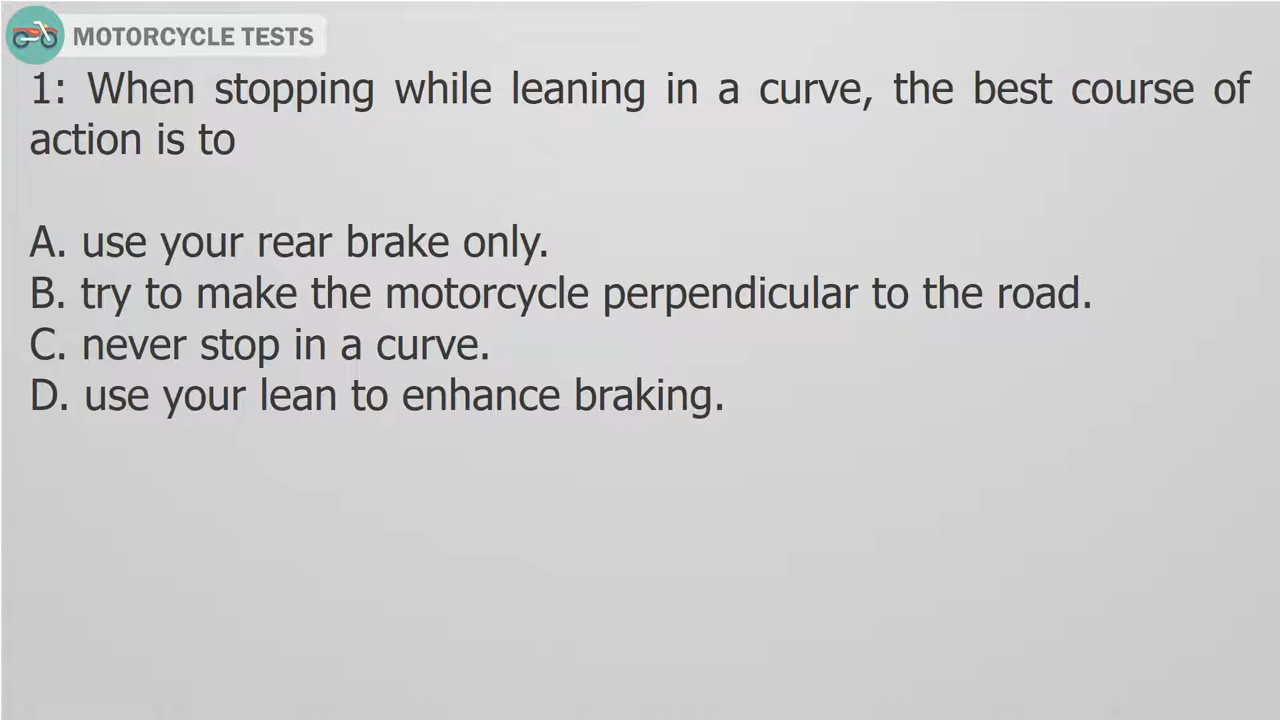 MOTORCYCLE TESTS
1: When stopping while leaning in a curve, the best course of
action is to
A. use your rear brake only.
B. try to make the motorcycle perpendicular to the road.
C. never stop in a curve.
D. use your lean to enhance braking.